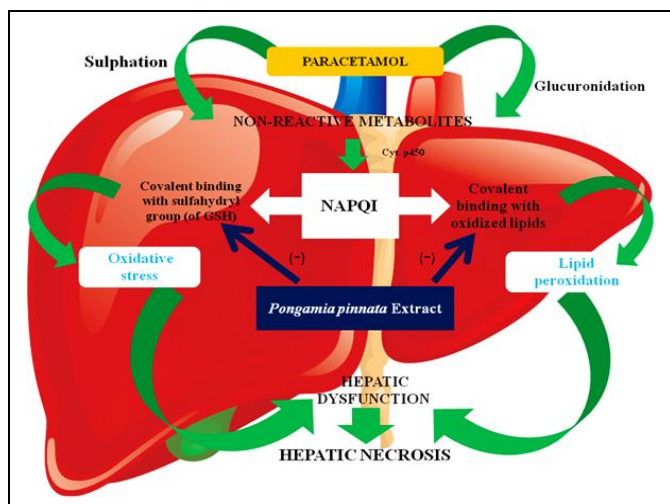 PARACETAMOL
Sulphation
Glucuronidation
NON-REACTIVE METABOLITES
Cyt p450
NAPQI
Covalent binding
with sulfahydryl
group (of GSH)
Covalent
binding with
oxidized lipids
(-)
(-)
Oxidative
stress
Lipid
peroxidation
Pongamia pinnata Extract
HEPATIC
DYSFUNCTION
HEPATIC NECROSIS